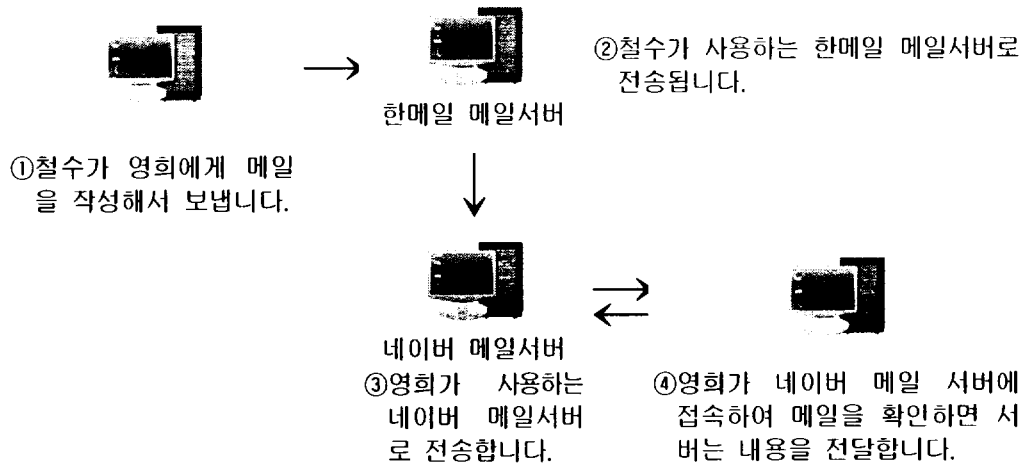 ②철수가 사용하는 한메일 메일서버로
전송됩니다.
한메일 메일서버
①철수가 영희에게 메일
을 작성해서 보냅니다.
네이버 메일서버
③영희가 사용하는
네이버 메일서버
로 전송합니다.
④영희가 네이버 메일 서버에
접속하여 메일을 확인하면 서
버는 내용을 전달합니다.